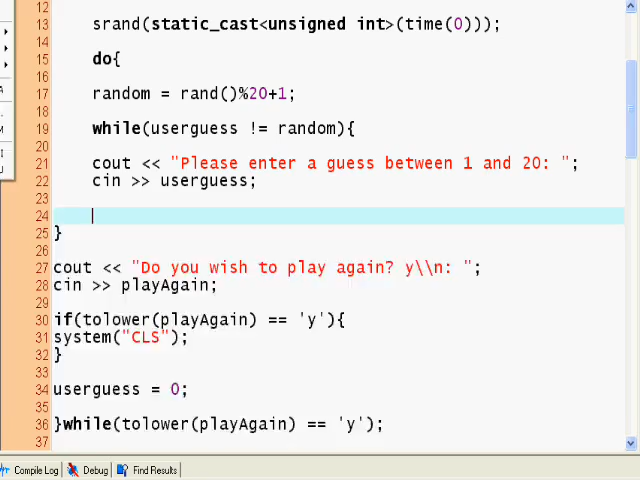 12
13 srand(static_cast<unsigned int>(time(0)));
14
15 do{
16
17 random = rand()%20+1;
18
19 while(userguess != random){
20
21 cout << "Please enter a guess between 1 and 20: ";
22 cin >> userguess;
23
24
25 }
26
27 cout << "Do you wish to play again? y\\n: ";
28 cin >> playAgain;
29
30 if(tolower(playAgain) == 'y'){
31 system("CLS");
32 }
33
34 userguess = 0;
35
36 }while(tolower(playAgain) == 'y');
37
Compile Log Debug Find Results